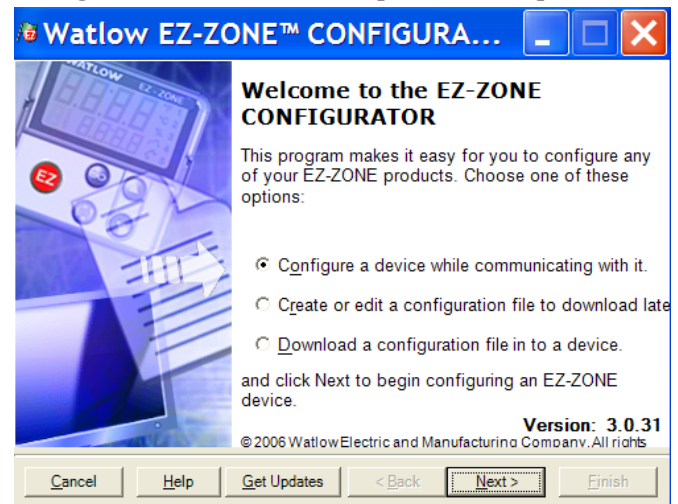 Watlow EZ-ZONE™ CONFIGURA...
WATLOW
EZ-ZONE
EZ
Welcome to the EZ-ZONE
CONFIGURATOR
This program makes it easy for you to configure any
of your EZ-ZONE products. Choose one of these
options:
Configure a device while communicating with it.
Create or edit a configuration file to download late
Download a configuration file in to a device.
and click Next to begin configuring an EZ-ZONE
device.
Version: 3.0.31
©2006 Watlow Electric and Manufacturing Company. All rights
Cancel Help Get Updates < Back Next > Finish